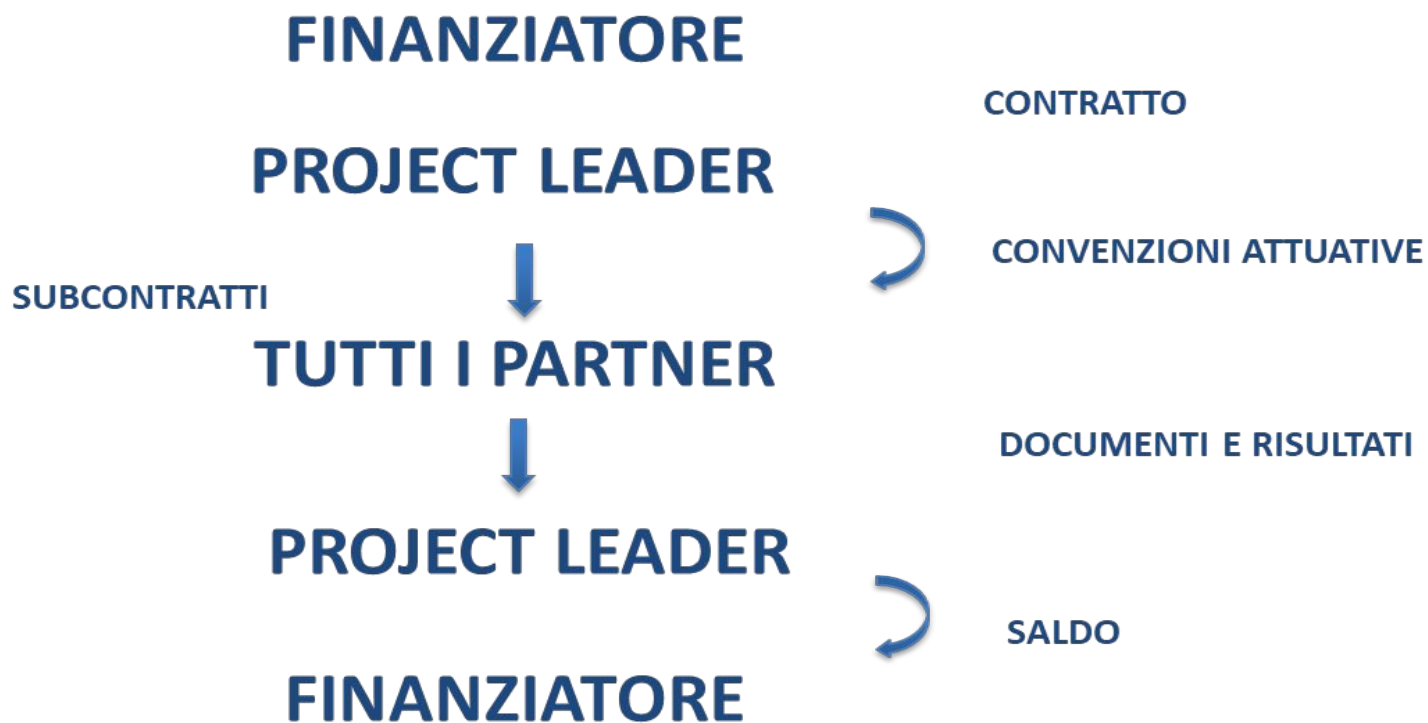 FINANZIATORE
CONTRATTO
PROJECT LEADER
CONVENZIONI ATTUATIVE
SUBCONTRATTI
TUTTI I PARTNER
DOCUMENTI E RISULTATI
PROJECT LEADER
SALDO
FINANZIATORE